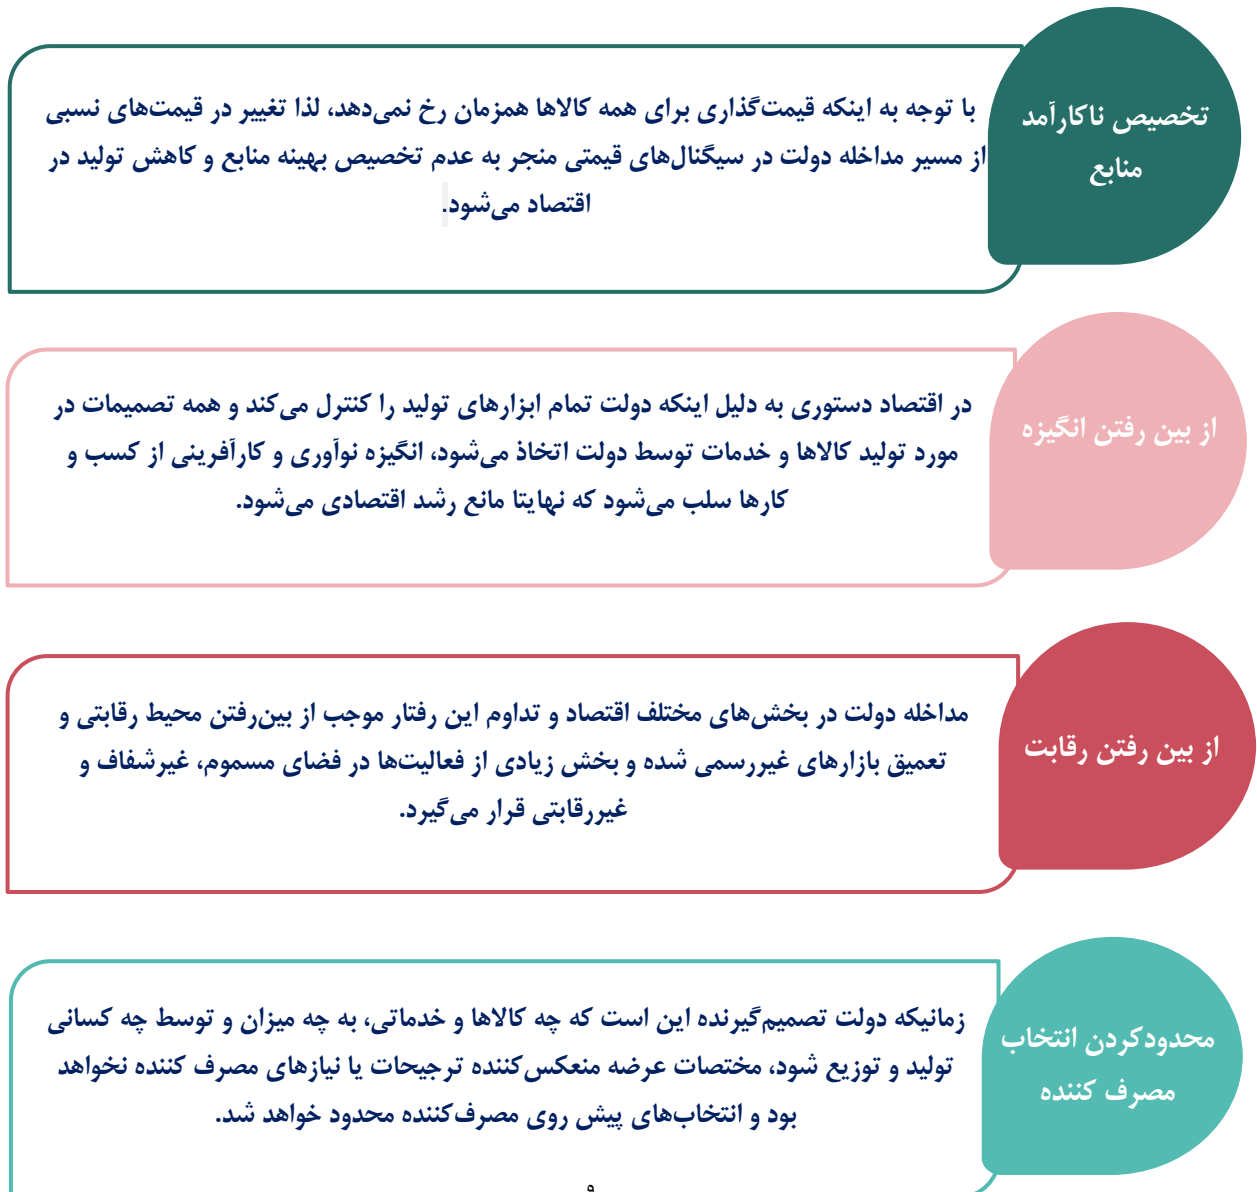 تخصیص ناکارآمد
منابع
با توجه به اینکه قیمت‌گذاری برای همه کالاها همزمان رخ نمی‌دهد، لذا تغییر در قیمت‌های نسبی
از مسیر مداخله دولت در سیگنال‌های قیمتی منجر به عدم تخصیص بهینه منابع و کاهش تولید در
اقتصاد می‌شود.
از بین رفتن انگیزه
در اقتصاد دستوری به دلیل اینکه دولت تمام ابزارهای تولید را کنترل می‌کند و همه تصمیمات در
مورد تولید کالاها و خدمات توسط دولت اتخاذ می‌شود، انگیزه نوآوری و کارآفرینی از کسب و
کارها سلب می‌شود که نهایتا مانع رشد اقتصادی می‌شود.
از بین رفتن رقابت
مداخله دولت در بخش‌های مختلف اقتصاد و تداوم این رفتار موجب از بین‌رفتن محیط رقابتی و
تعمیق بازارهای غیررسمی شده و بخش زیادی از فعالیت‌ها در فضای مسموم، غیرشفاف و
غیررقابتی قرار می‌گیرد.
محدودکردن انتخاب
مصرف کننده
زمانیکه دولت تصمیم‌گیرنده این است که چه کالاها و خدماتی، به چه میزان و توسط چه کسانی
تولید و توزیع شود، مختصات عرضه منعکس‌کننده ترجیحات یا نیازهای مصرف کننده نخواهد
بود و انتخاب‌های پیش روی مصرف‌کننده محدود خواهد شد.
۹